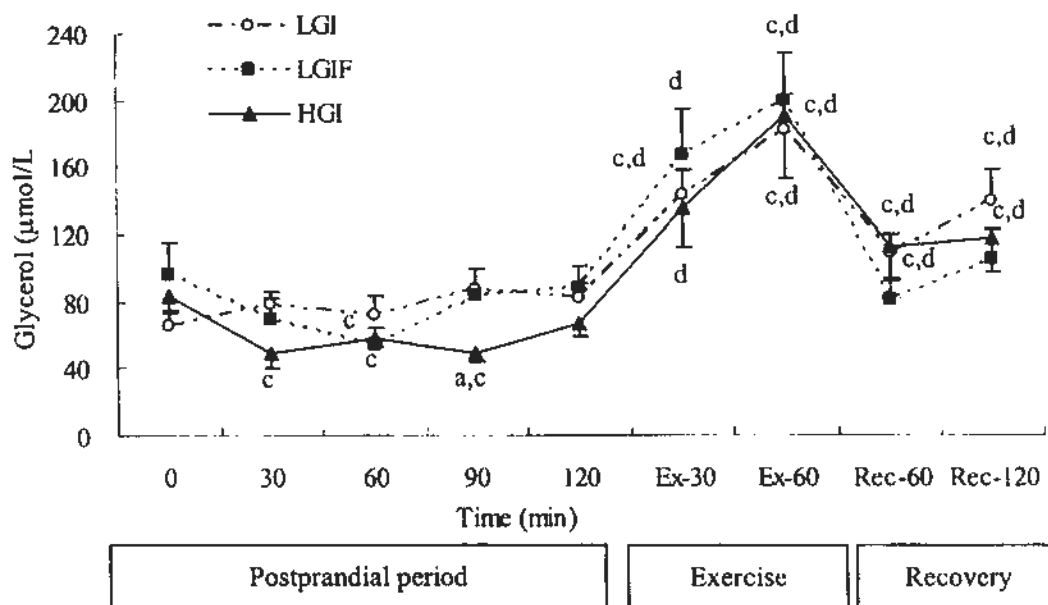 240
200
160
120
80
40
0
Glycerol (μmol/L)
LGI
LGIF
HGI
c
c
c
a,c
c,d
d
d
c,d
c,d
c,d
c,d
c,d
c,d
c,d
0 30 60 90 120 Ex-30 Ex-60 Rec-60 Rec-120
Time (min)
Postprandial period Exercise Recovery